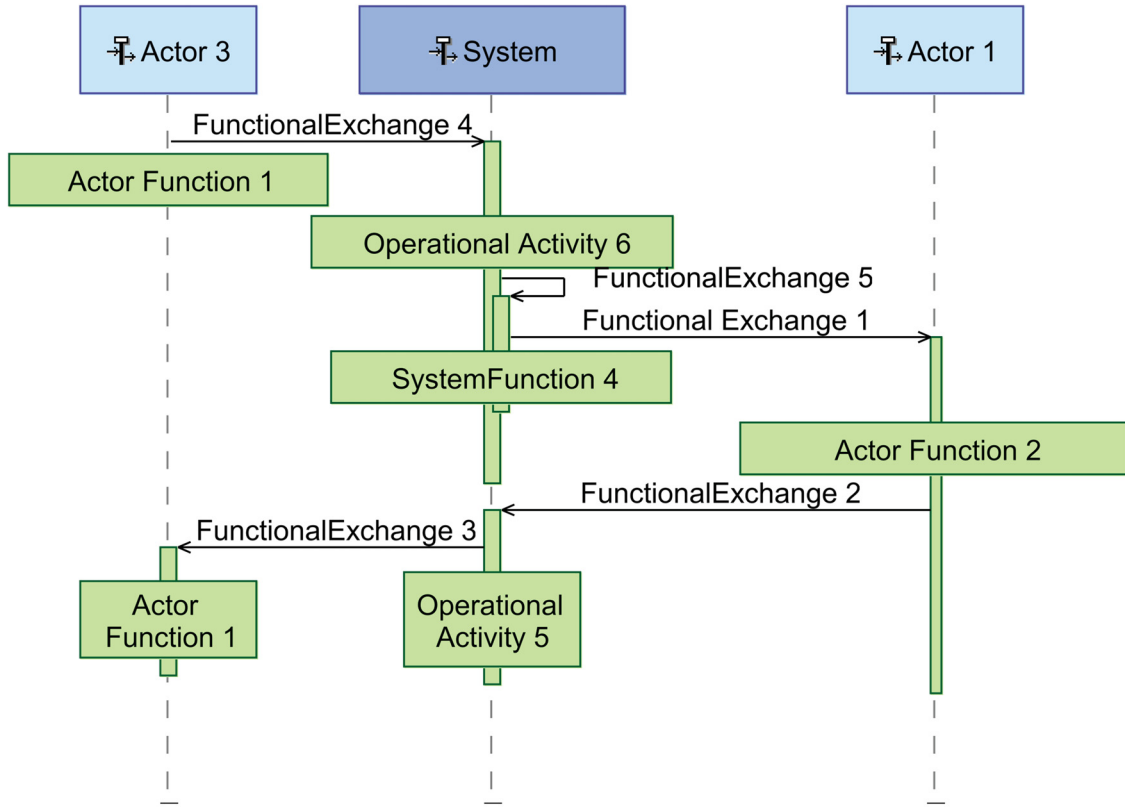 Actor 3
System
Actor 1
FunctionalExchange 4
Actor Function 1
Operational Activity 6
FunctionalExchange 5
Functional Exchange 1
SystemFunction 4
Actor Function 2
FunctionalExchange 2
FunctionalExchange 3
Actor
Function 1
Operational
Activity 5